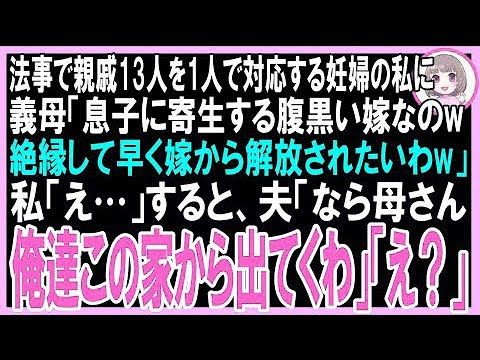 法事で親戚13人を1人で対応する妊婦の私に
義母「息子に寄生する腹黒い嫁なのw
絶縁して早く嫁から解放されたいわw」
私「え…」すると、夫「なら母さん
俺達この家から出てくわ」「え？」